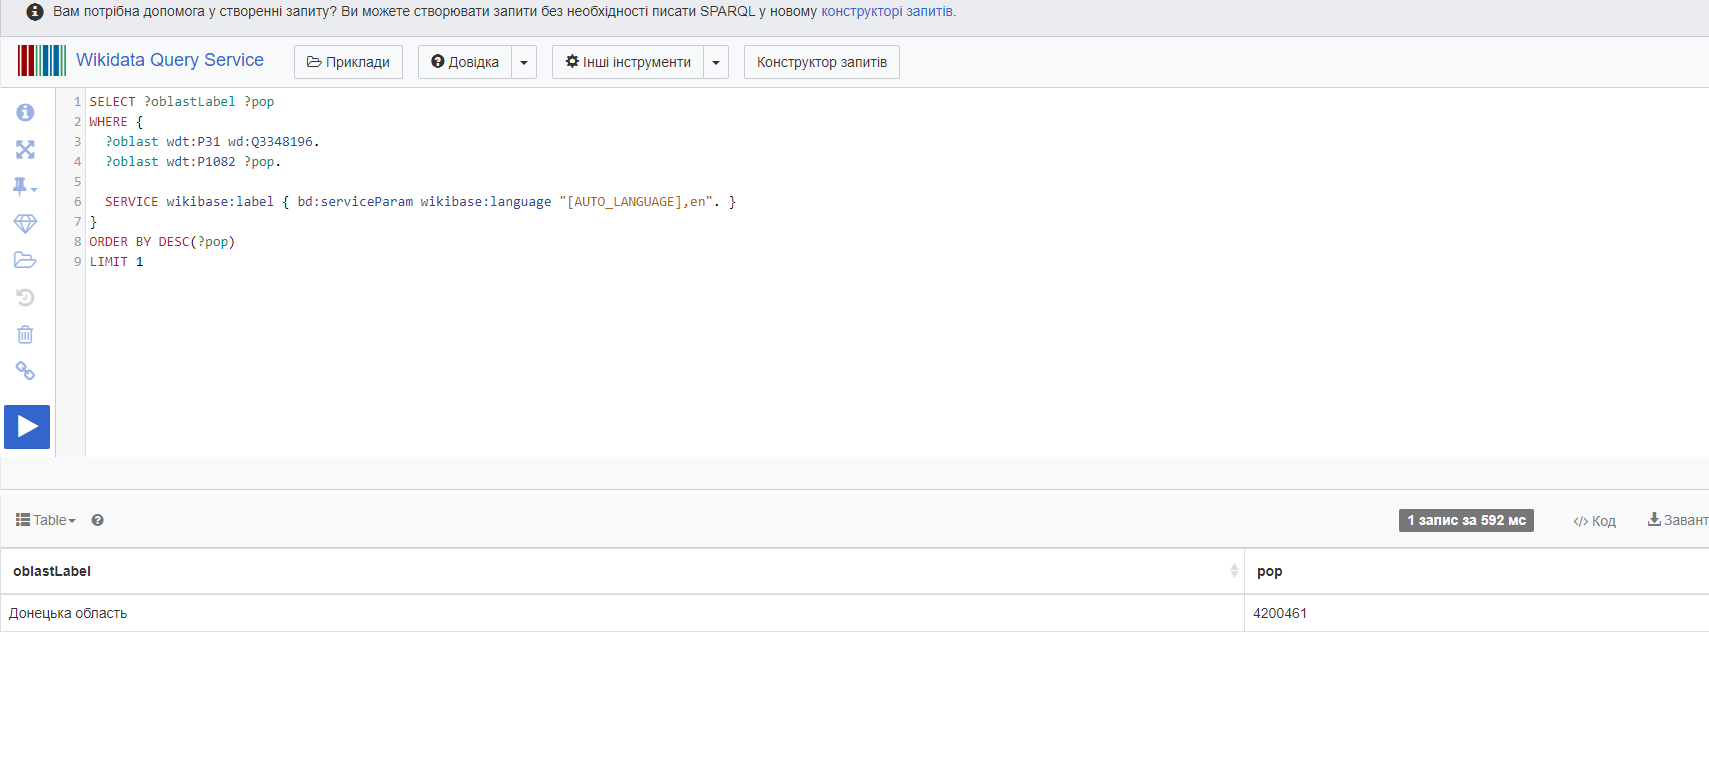 Вам потрібна допомога у створенні запиту? Ви можете створювати запити без необхідності писати SPARQL у новому конструкторі запитів.
Wikidata Query Service Приклади Довідка Інші інструменти Конструктор запитів
1 SELECT ?oblastLabel ?pop
2 WHERE {
3 ?oblast wdt:P31 wd:Q3348196.
4 ?oblast wdt:P1082 ?pop.
5
6 SERVICE wikibase:label { bd:serviceParam wikibase:language "[AUTO_LANGUAGE],en". }
7 }
8 ORDER BY DESC(?pop)
9 LIMIT 1
Table 1 запис за 592 мс </> Код Завант
oblastLabel pop
Донецька область 4200461